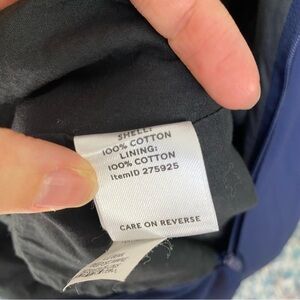 SHELL:
100% COTTON
LINING:
100% COTTON
ItemID 275925
CARE ON REVERSE